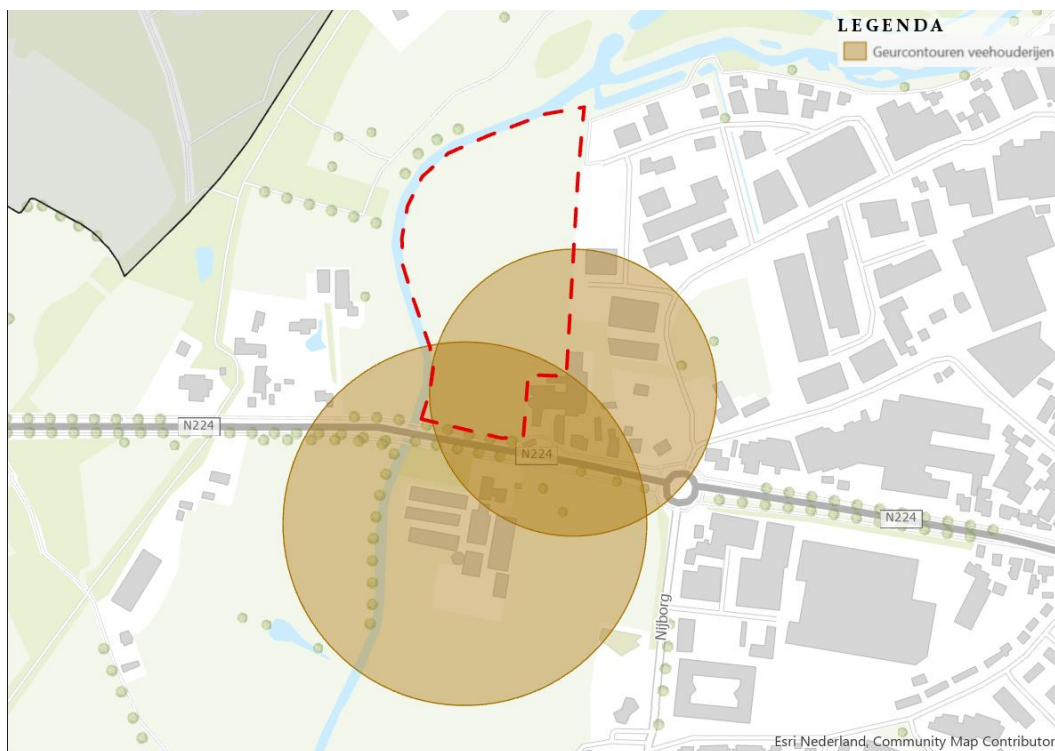 LEGENDA
Geurcontouren veehouderijen
N224
N224
N224
Nijborg
Esri Nederland, Community Map Contributor